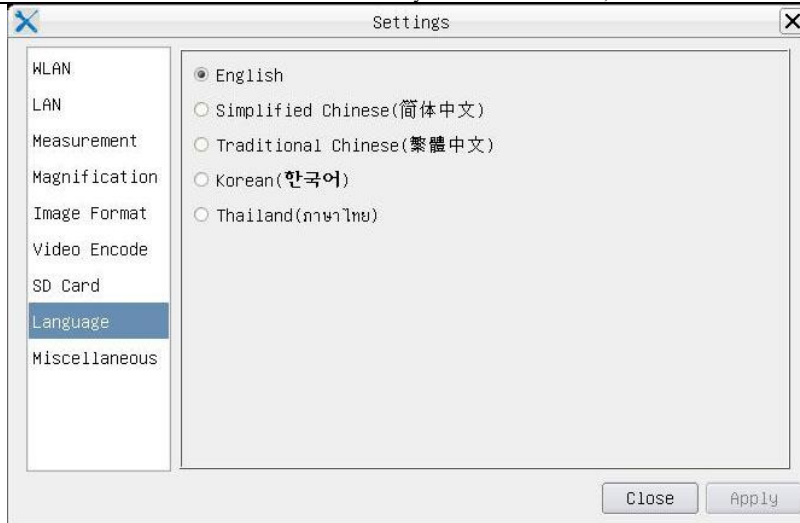 Settings
WLAN
LAN
Measurement
Magnification
Image Format
Video Encode
SD Card
Language
Miscellaneous
English
Simplified Chinese(简体中文)
Traditional Chinese(繁體中文)
Korean(한국어)
Thailand(ภาษาไทย)
Close
Apply